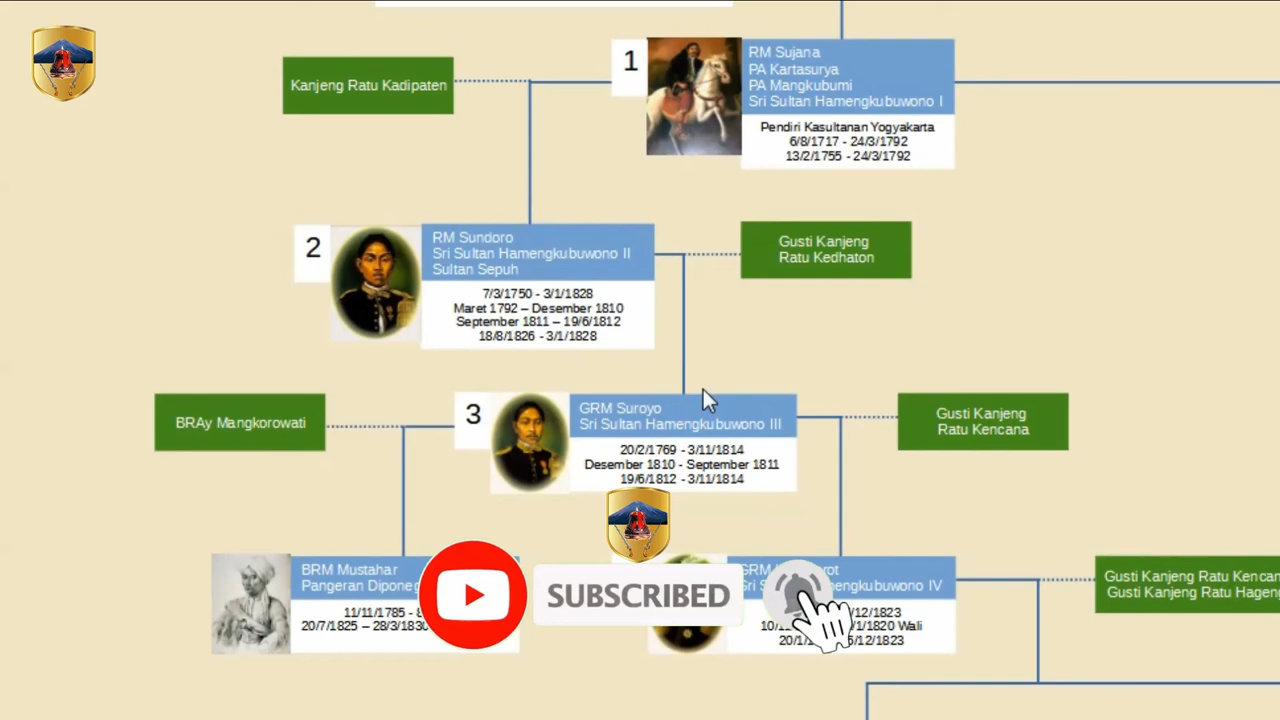 Kanjeng Ratu Kadipaten
1
RM Sujana
PA Kartasurya
PA Mangkubumi
Sri Sultan Hamengkubuwono I
Pendiri Kasultanan Yogyakarta
6/8/1717 - 24/3/1792
13/2/1755 - 24/3/1792
2
RM Sundoro
Sri Sultan Hamengkubuwono II
Sultan Sepuh
7/3/1750 - 3/1/1828
Maret 1792 – Desember 1810
September 1811 – 19/6/1812
18/8/1826 - 3/1/1828
Gusti Kanjeng
Ratu Kedhaton
BRAy Mangkorowati
3
GRM Suroyo
Sri Sultan Hamengkubuwono III
20/2/1769 - 3/11/1814
Desember 1810 - September 1811
19/6/1812 - 3/11/1814
Gusti Kanjeng
Ratu Kencana
BRM Mustahar
Pangeran
11/11/1785 -
20/7/1825 – 28/3/1830
SUBSCRIBED
GRM
IV
/12/1823
/1/1820 Wali
/12/1823
Gusti Kanjeng Ratu
Gusti Kanjeng Ratu